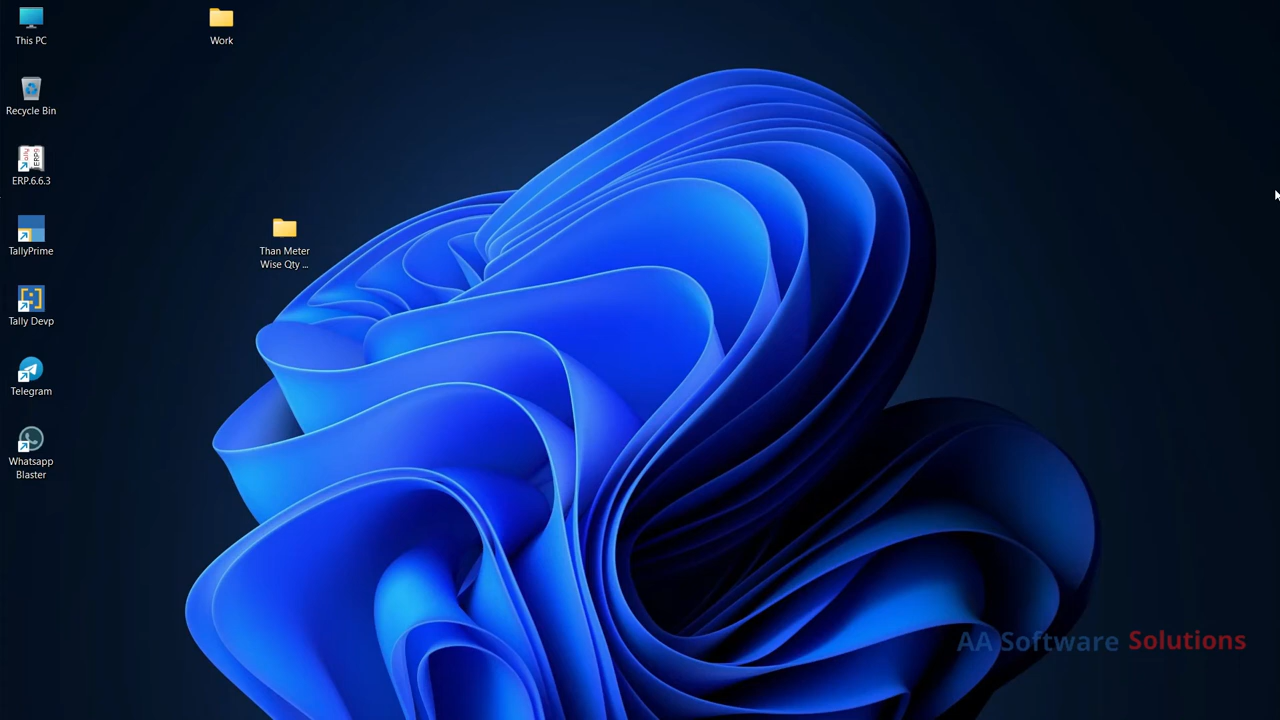 This PC
Work
Recycle Bin
ERP.6.6.3
TallyPrime
Than Meter
Wise Qty ...
Tally Devp
Telegram
Whatsapp
Blaster
AA Software Solutions